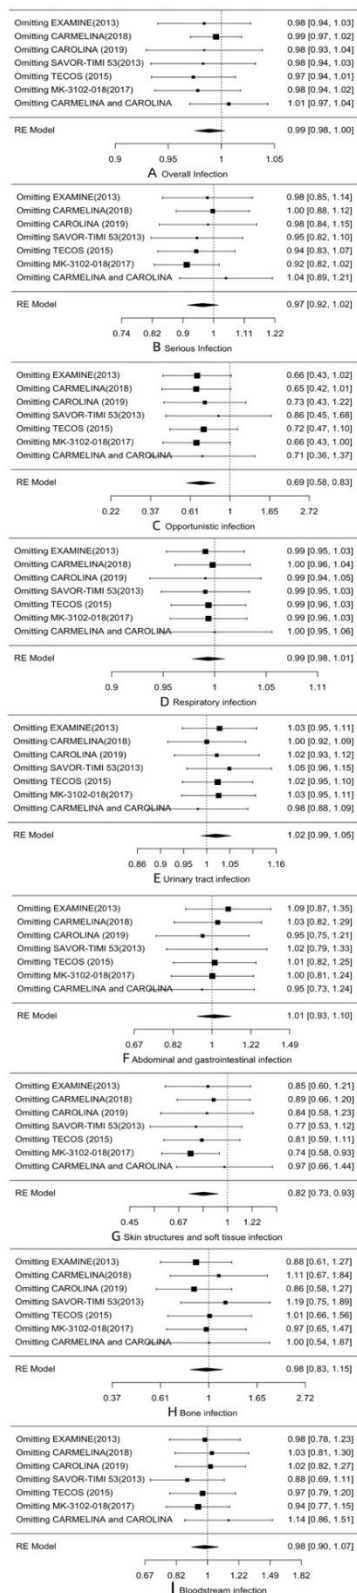 Omitting EXAMINE(2013) 0.98 [0.94, 1.03]
Omitting CARMELINA(2018) 0.99 [0.97, 1.02]
Omitting CAROLINA (2019) 0.98 [0.93, 1.04]
Omitting SAVOR-TIMI 53(2013) 0.98 [0.94, 1.03]
Omitting TECOS (2015) 0.97 [0.94, 1.01]
Omitting MK-3102-018(2017) 0.98 [0.94, 1.02]
Omitting CARMELINA and CAROLINA 1.01 [0.97, 1.04]
RE Model 0.99 [0.98, 1.00]
0.9 0.95 1 1.05
A Overall Infection
Omitting EXAMINE(2013) 0.98 [0.85, 1.14]
Omitting CARMELINA(2018) 1.00 [0.88, 1.12]
Omitting CAROLINA (2019) 0.98 [0.84, 1.15]
Omitting SAVOR-TIMI 53(2013) 0.95 [0.82, 1.10]
Omitting TECOS (2015) 0.94 [0.83, 1.07]
Omitting MK-3102-018(2017) 0.92 [0.82, 1.02]
Omitting CARMELINA and CAROLINA 1.04 [0.89, 1.21]
RE Model 0.97 [0.92, 1.02]
0.74 0.82 0.9 1 1.11 1.22
B Serious Infection
Omitting EXAMINE(2013) 0.66 [0.43, 1.02]
Omitting CARMELINA(2018) 0.65 [0.42, 1.01]
Omitting CAROLINA (2019) 0.73 [0.43, 1.22]
Omitting SAVOR-TIMI 53(2013) 0.86 [0.45, 1.68]
Omitting TECOS (2015) 0.72 [0.47, 1.10]
Omitting MK-3102-018(2017) 0.66 [0.43, 1.00]
Omitting CARMELINA and CAROLINA 0.71 [0.36, 1.37]
RE Model 0.69 [0.58, 0.83]
0.22 0.37 0.61 1 1.65 2.72
C Opportunistic infection
Omitting EXAMINE(2013) 0.99 [0.95, 1.03]
Omitting CARMELINA(2018) 1.00 [0.96, 1.04]
Omitting CAROLINA (2019) 0.99 [0.94, 1.05]
Omitting SAVOR-TIMI 53(2013) 0.99 [0.95, 1.03]
Omitting TECOS (2015) 0.99 [0.96, 1.03]
Omitting MK-3102-018(2017) 0.99 [0.96, 1.03]
Omitting CARMELINA and CAROLINA 1.00 [0.95, 1.06]
RE Model 0.99 [0.98, 1.01]
0.9 0.95 1 1.05 1.11
D Respiratory infection
Omitting EXAMINE(2013) 1.03 [0.95, 1.11]
Omitting CARMELINA(2018) 1.00 [0.92, 1.09]
Omitting CAROLINA (2019) 1.02 [0.93, 1.12]
Omitting SAVOR-TIMI 53(2013) 1.05 [0.96, 1.15]
Omitting TECOS (2015) 1.02 [0.95, 1.10]
Omitting MK-3102-018(2017) 1.03 [0.95, 1.11]
Omitting CARMELINA and CAROLINA 0.98 [0.88, 1.09]
RE Model 1.02 [0.99, 1.05]
0.86 0.9 0.95 1 1.05 1.16
E Urinary tract infection
Omitting EXAMINE(2013) 1.09 [0.87, 1.35]
Omitting CARMELINA(2018) 1.03 [0.82, 1.29]
Omitting CAROLINA (2019) 0.95 [0.75, 1.21]
Omitting SAVOR-TIMI 53(2013) 1.02 [0.79, 1.33]
Omitting TECOS (2015) 1.01 [0.82, 1.25]
Omitting MK-3102-018(2017) 1.00 [0.81, 1.24]
Omitting CARMELINA and CAROLINA 0.95 [0.73, 1.24]
RE Model 1.01 [0.93, 1.10]
0.67 0.82 1 1.22 1.49
F Abdominal and gastrointestinal infection
Omitting EXAMINE(2013) 0.85 [0.60, 1.21]
Omitting CARMELINA(2018) 0.89 [0.66, 1.20]
Omitting CAROLINA (2019) 0.84 [0.58, 1.23]
Omitting SAVOR-TIMI 53(2013) 0.77 [0.53, 1.12]
Omitting TECOS (2015) 0.81 [0.59, 1.11]
Omitting MK-3102-018(2017) 0.74 [0.58, 0.93]
Omitting CARMELINA and CAROLINA 0.97 [0.66, 1.44]
RE Model 0.82 [0.73, 0.93]
0.45 0.67 0.82 1 1.22
G Skin structures and soft tissue infection
Omitting EXAMINE(2013) 0.88 [0.61, 1.27]
Omitting CARMELINA(2018) 1.11 [0.67, 1.84]
Omitting CAROLINA (2019) 0.86 [0.58, 1.27]
Omitting SAVOR-TIMI 53(2013) 1.19 [0.75, 1.89]
Omitting TECOS (2015) 1.01 [0.66, 1.56]
Omitting MK-3102-018(2017) 0.97 [0.65, 1.47]
Omitting CARMELINA and CAROLINA 1.00 [0.54, 1.87]
RE Model 0.98 [0.83, 1.15]
0.37 0.61 1 1.65 2.72
H Bone infection
Omitting EXAMINE(2013) 0.98 [0.78, 1.23]
Omitting CARMELINA(2018) 1.03 [0.81, 1.30]
Omitting CAROLINA (2019) 1.02 [0.82, 1.27]
Omitting SAVOR-TIMI 53(2013) 0.88 [0.69, 1.11]
Omitting TECOS (2015) 0.97 [0.79, 1.20]
Omitting MK-3102-018(2017) 0.94 [0.77, 1.15]
Omitting CARMELINA and CAROLINA 1.14 [0.86, 1.51]
RE Model 0.98 [0.90, 1.07]
0.67 0.82 1 1.22 1.49 1.82
I Bloodstream infection